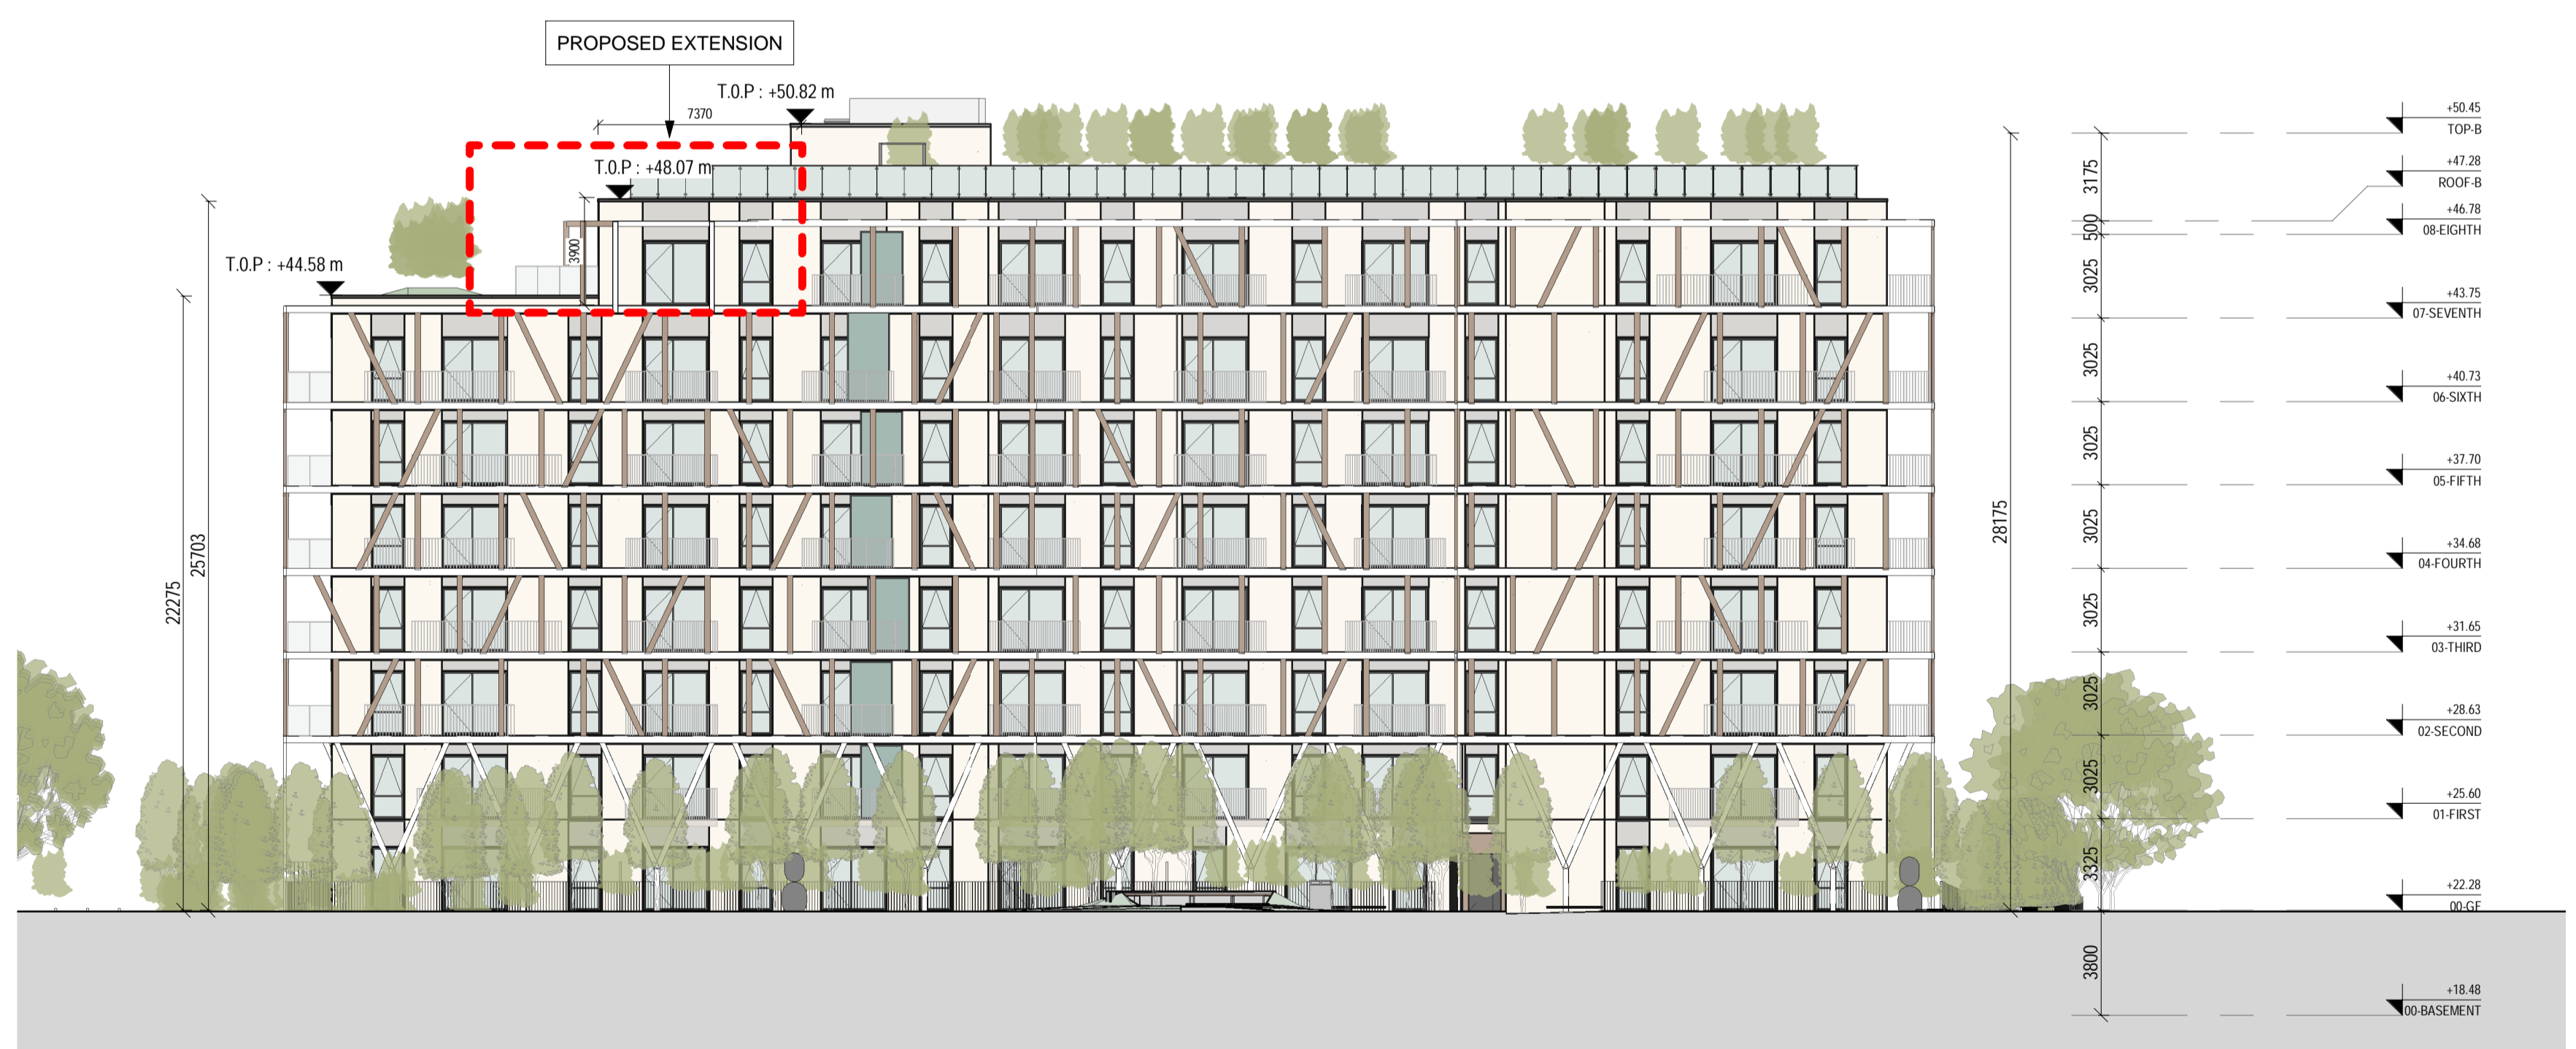 PROPOSED EXTENSION
T.0.P : +50.82 m
7370
T.0.P : +48.07 m
3900
T.0.P : +44.58 m
22275
25703
28175
3175
500
3025
3025
3025
3025
3025
3025
3025
3325
3800
+50.45
TOP-B
+47.28
ROOF-B
+46.78
08-EIGHTH
+43.75
07-SEVENTH
+40.73
06-SIXTH
+37.70
05-FIFTH
+34.68
04-FOURTH
+31.65
03-THIRD
+28.63
02-SECOND
+25.60
01-FIRST
+22.28
00-GF
+18.48
00-BASEMENT